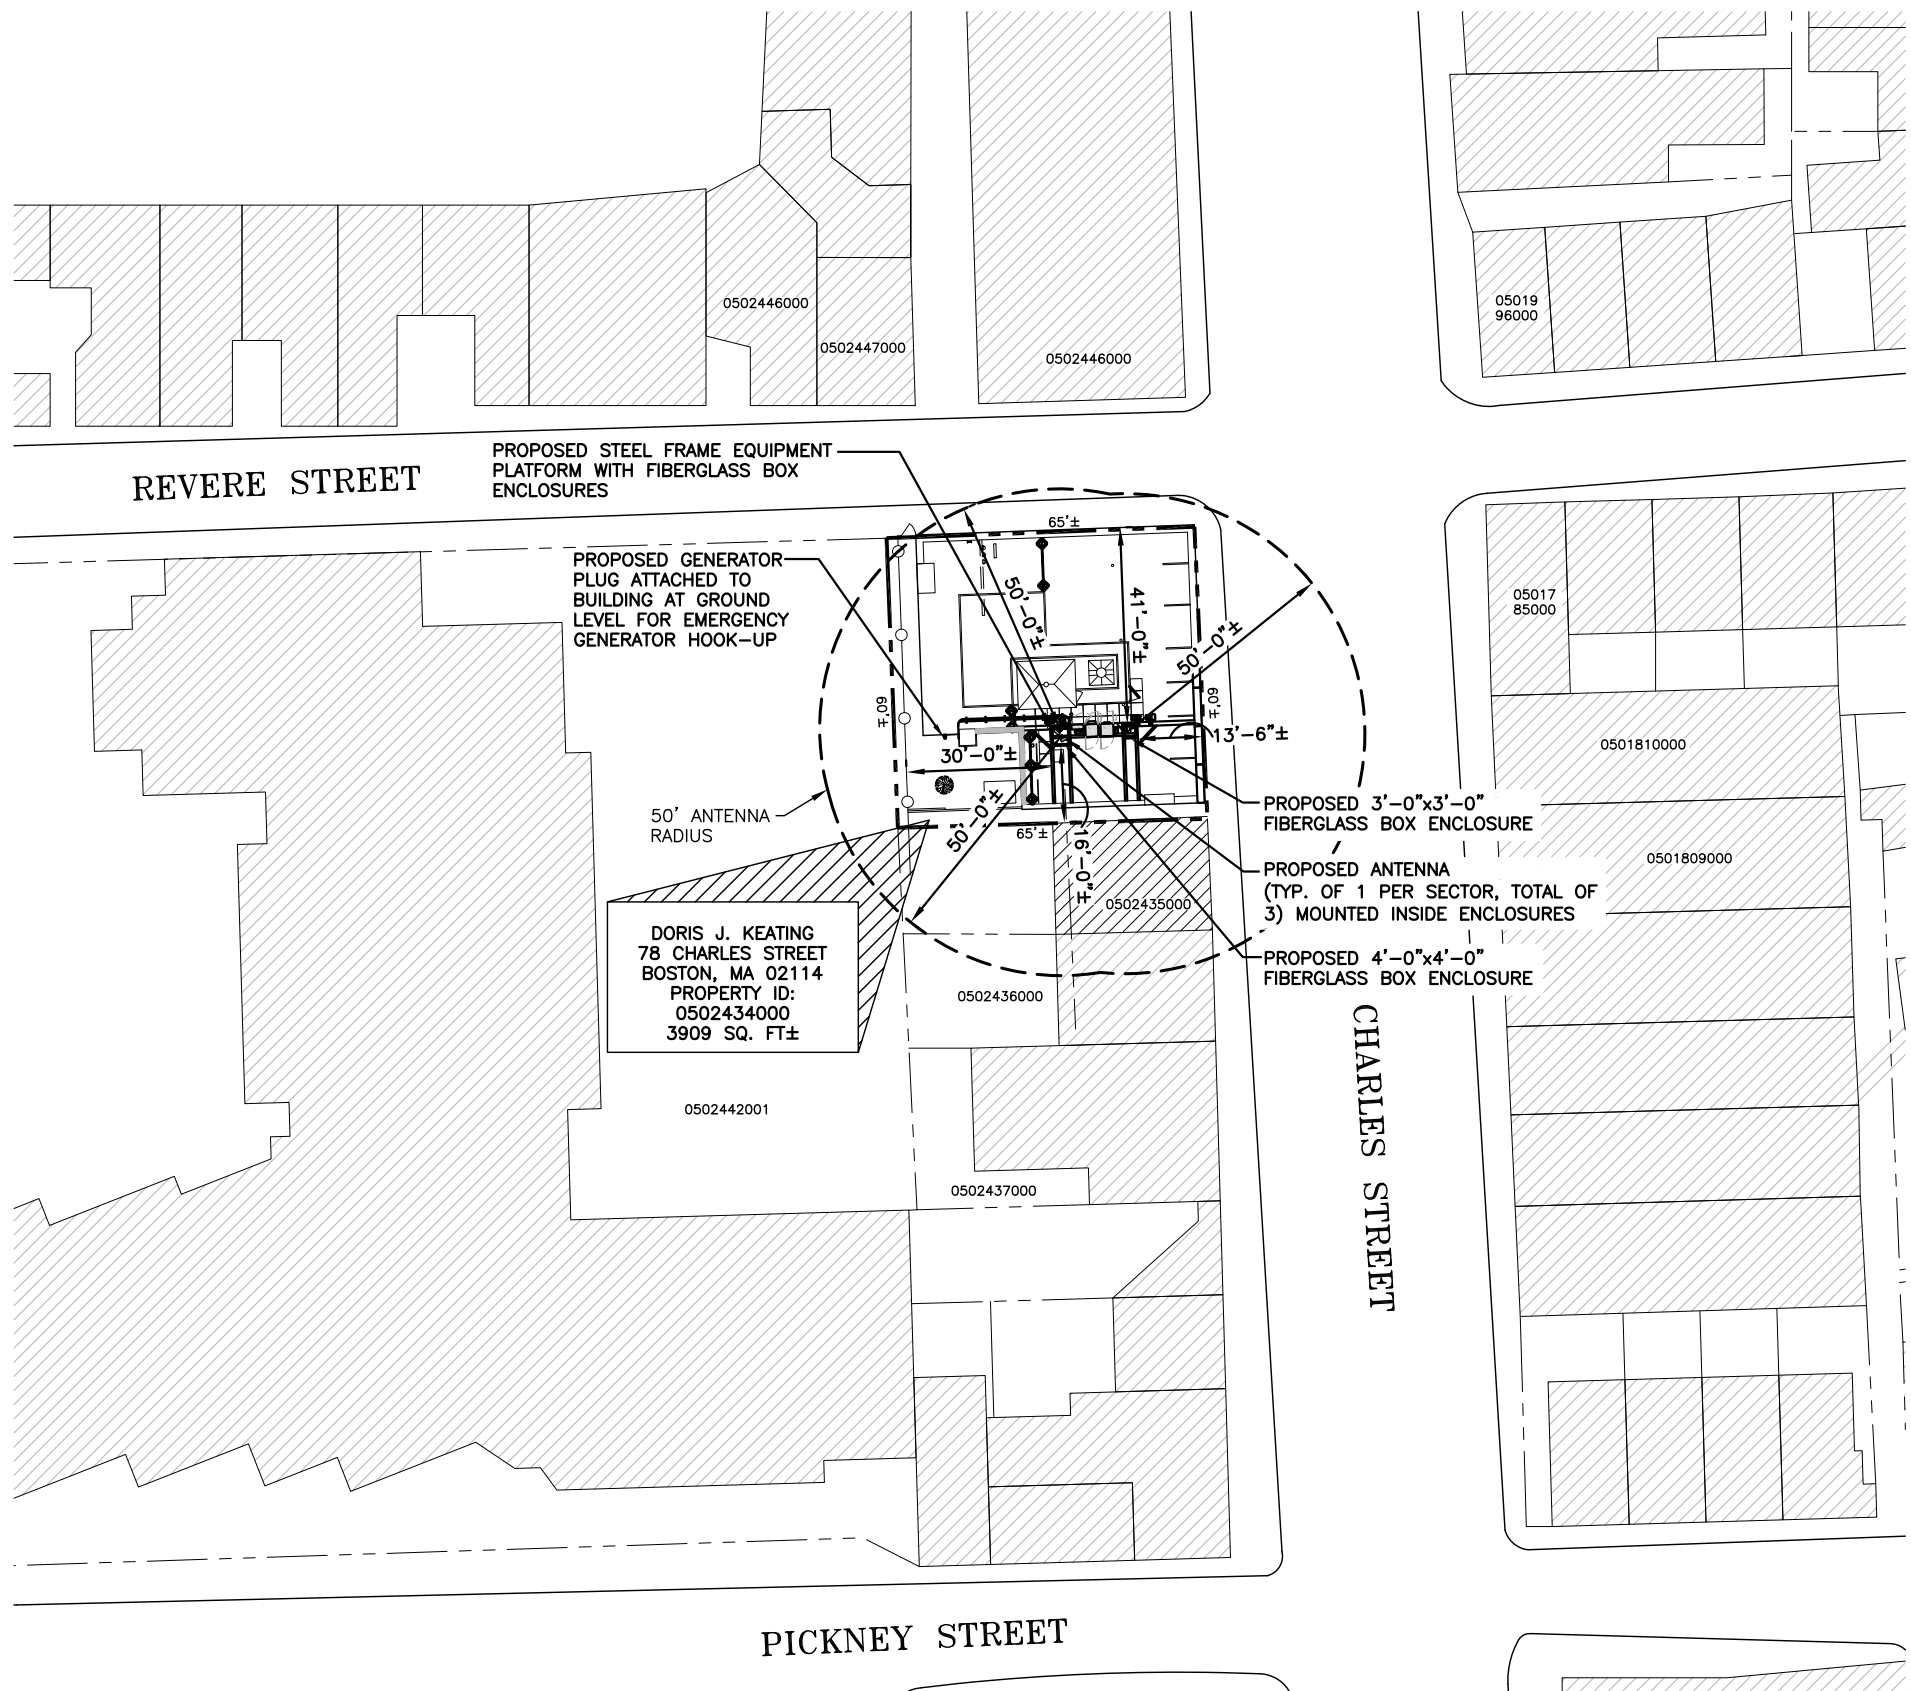 0502446000
0502447000
0502446000
05019
96000
REVERE STREET
PROPOSED STEEL FRAME EQUIPMENT
PLATFORM WITH FIBERGLASS BOX
ENCLOSURES
65'±
PROPOSED GENERATOR
PLUG ATTACHED TO
BUILDING AT GROUND
LEVEL FOR EMERGENCY
GENERATOR HOOK-UP
50'-0"±
41'-0"±
50'-0"±
05017
85000
60'±
60'±
13'-6"±
30'-0"±
0501810000
50' ANTENNA
RADIUS
50'-0"±
65'±
16'-0"±
PROPOSED 3'-0"x3'-0"
FIBERGLASS BOX ENCLOSURE
0501809000
PROPOSED ANTENNA
(TYP. OF 1 PER SECTOR, TOTAL OF
3) MOUNTED INSIDE ENCLOSURES
0502435000
DORIS J. KEATING
78 CHARLES STREET
BOSTON, MA 02114
PROPERTY ID:
0502434000
3909 SQ. FT±
PROPOSED 4'-0"x4'-0"
FIBERGLASS BOX ENCLOSURE
0502436000
CHARLES STREET
0502442001
0502437000
PICKNEY STREET